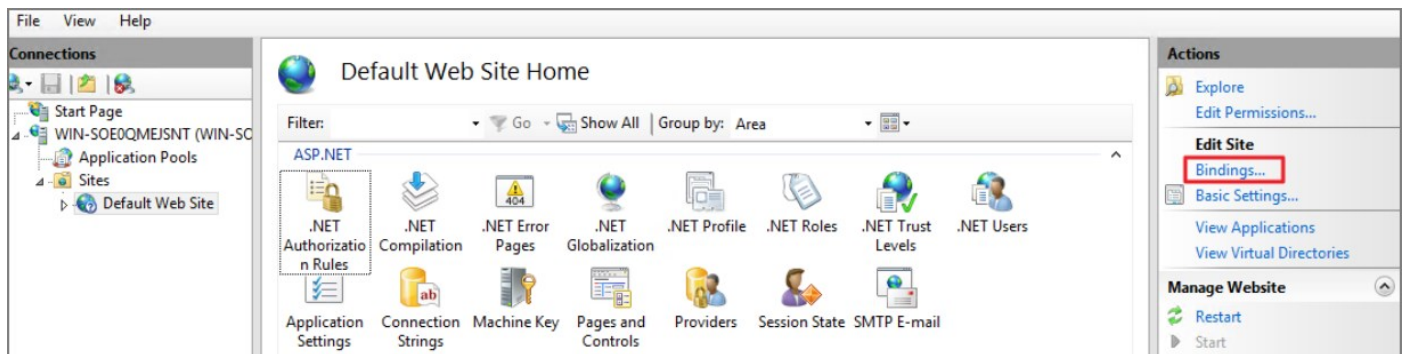 File View Help
Connections
Start Page
WIN-SOE0QMEJSNT (WIN-SO
Application Pools
Sites
Default Web Site
Default Web Site Home
Filter: Go Show All Group by: Area
ASP.NET
.NET Authorizatio n Rules
.NET Compilation
404
.NET Error Pages
.NET Globalization
.NET Profile
.NET Roles
.NET Trust Levels
.NET Users
Application Settings
ab
Connection Strings
Machine Key
Pages and Controls
Providers
Session State
SMTP E-mail
Actions
Explore
Edit Permissions...
Edit Site
Bindings...
Basic Settings...
View Applications
View Virtual Directories
Manage Website
Restart
Start